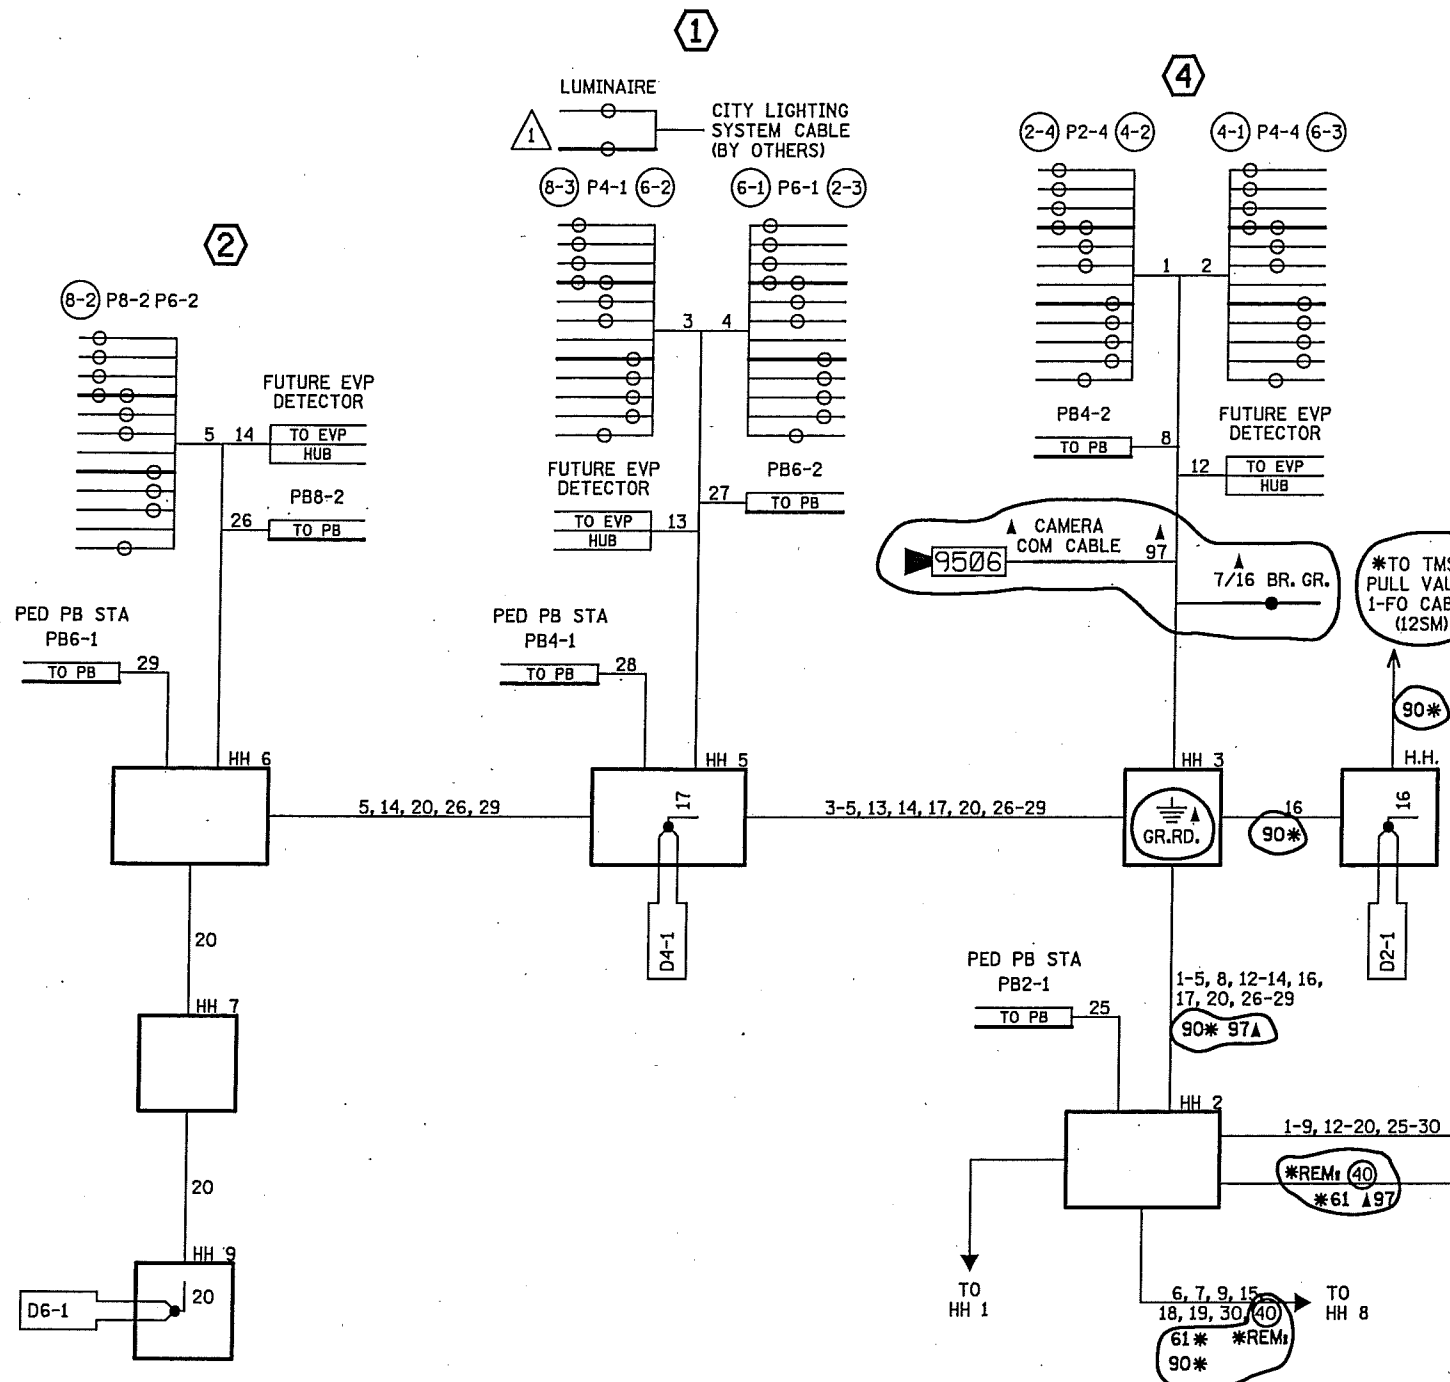 1
LUMINAIRE
1
CITY LIGHTING
SYSTEM CABLE
(BY OTHERS)
8-3 P4-1 6-2
6-1 P6-1 2-3
3 4
FUTURE EVP
DETECTOR
TO EVP
HUB
13
PB6-2
27
TO PB
PED PB STA
PB4-1
TO PB
28
2
8-2 P8-2 P6-2
5 14
FUTURE EVP
DETECTOR
TO EVP
HUB
PB8-2
26
TO PB
PED PB STA
PB6-1
TO PB
29
4
2-4 P2-4 4-2
4-1 P4-4 6-3
1 2
PB4-2
TO PB
8
FUTURE EVP
DETECTOR
12
TO EVP
HUB
▲ CAMERA
COM CABLE
▲
97
9506
▲
7/16 BR. GR.
*TO TMS
PULL
1-FO
(12SM)
90*
HH 6
5, 14, 20, 26, 29
HH 5
17
D4-1
3-5, 13, 14, 17, 20, 26-29
HH 3
▲
GR.RD.
16
90*
H.H.
16
D2-1
20
HH 7
20
HH 9
20
D6-1
1-5, 8, 12-14, 16,
17, 20, 26-29
90* 97▲
PED PB STA
PB2-1
TO PB
25
HH 2
1-9, 12-20, 25-30
*REM: 40
*61 ▲97
TO
HH 1
6, 7, 9, 15,
18, 19, 30, 40
61* *REM:
90*
TO
HH 8